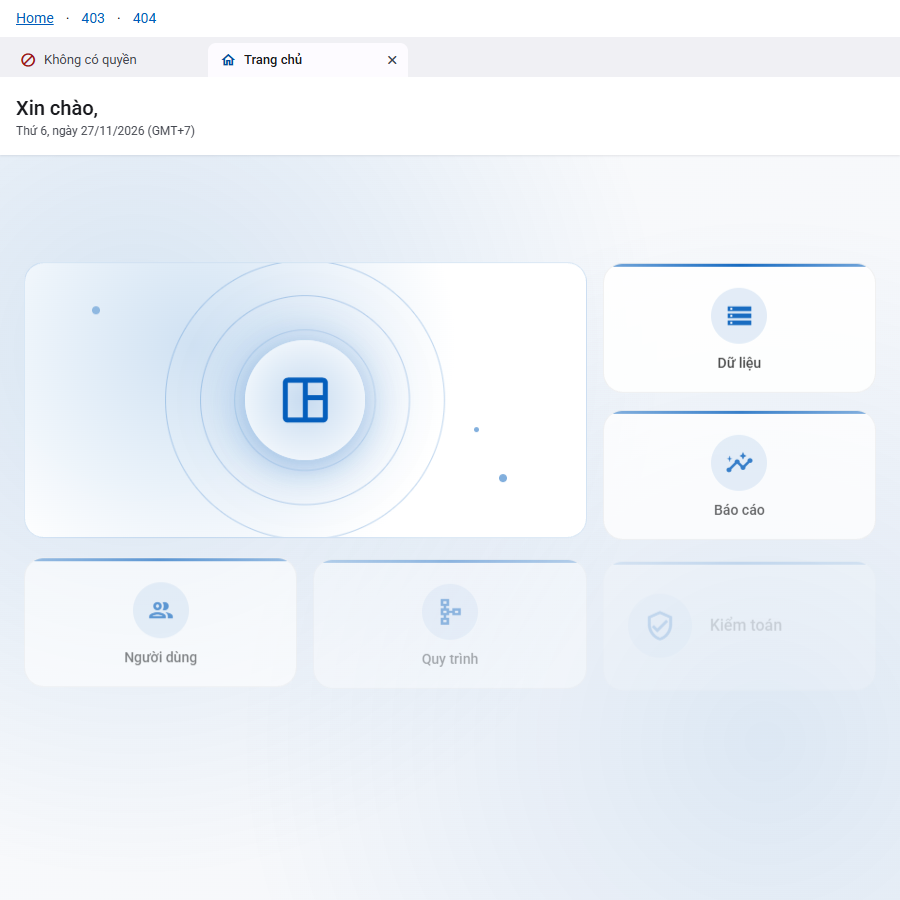 Home · 403 · 404
Không có quyền
Trang chủ
Xin chào,
Thứ 6, ngày 27/11/2026 (GMT+7)
Dữ liệu
Báo cáo
Người dùng
Quy trình
Kiểm toán